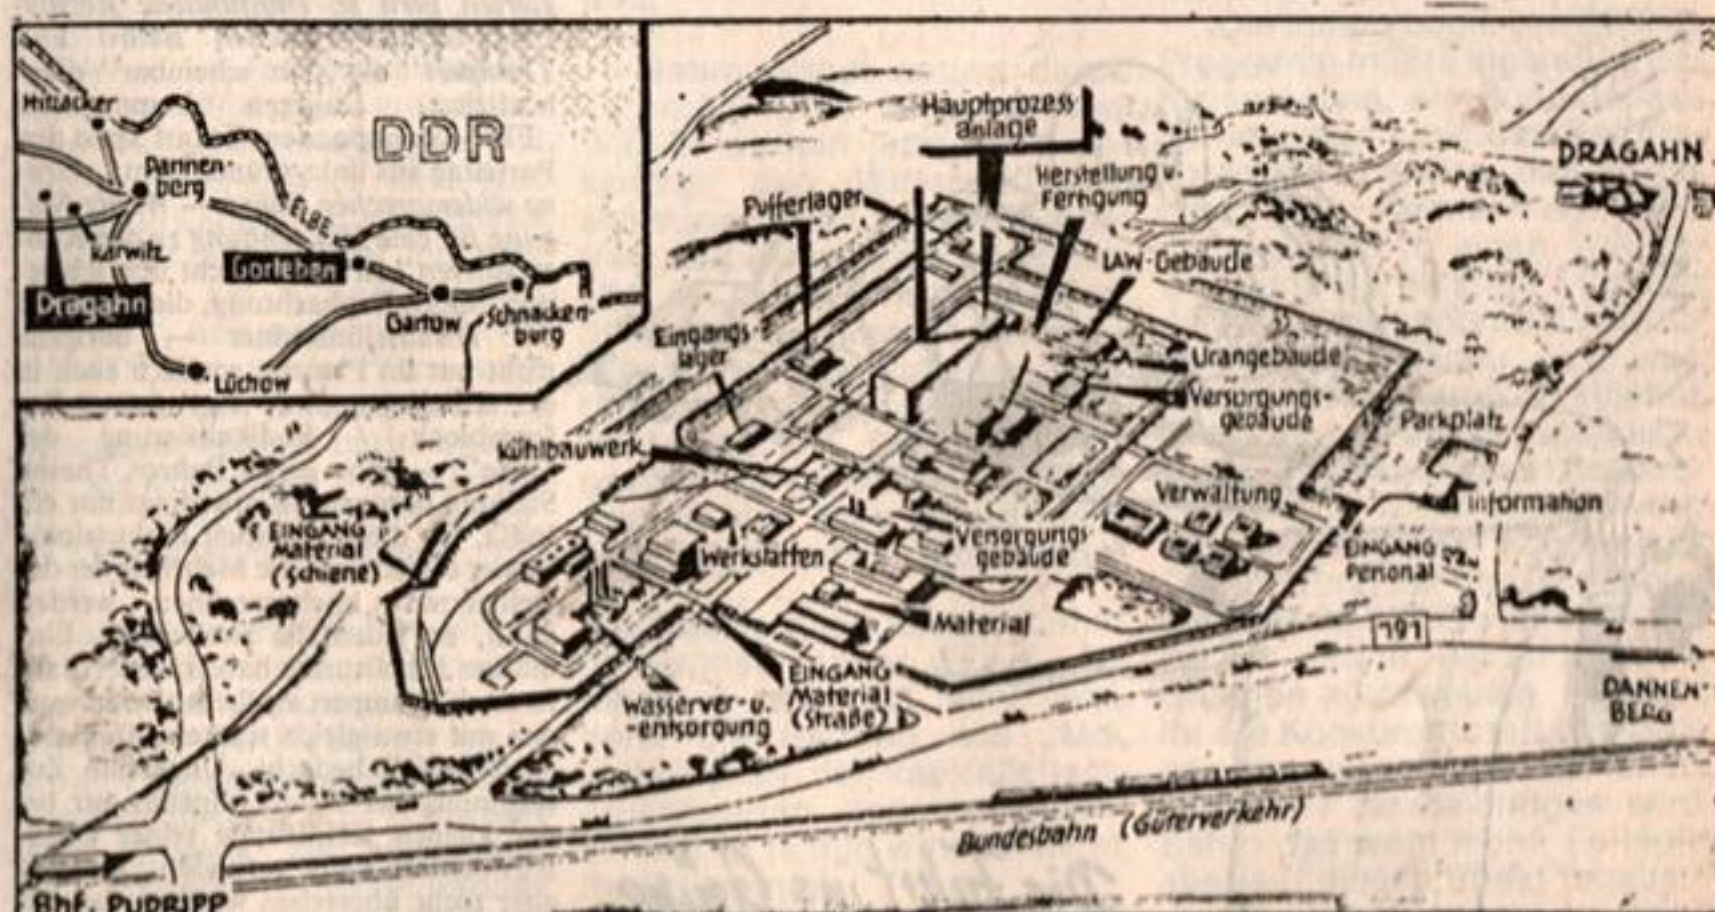 Hitzacker
DDR
Dannen-
berg
ELBE
Karwitz
Gorleben
Dragahn
Gartow
Schnacken-
burg
Lüchow
Hauptprozess
anlage
DRAGAHN
Herstellung u.
Fertigung
Pufferlager
LAW-Gebäude
Eingangs
lager
Urangebäude
Versorgungs-
gebäude
Parkplatz
Kühlbauwerk
Verwaltung
Information
EINGANG
Material
(Schiene)
Werkstätten
Versorgungs
gebäude
EINGANG
Personal
Material
191
EINGANG
Material
(Straße)
Wasserver-u.
-entsorgung
DANNEN-
BERG
Bundesbahn (Güterverkehr)
Bhf. PUDRIPP